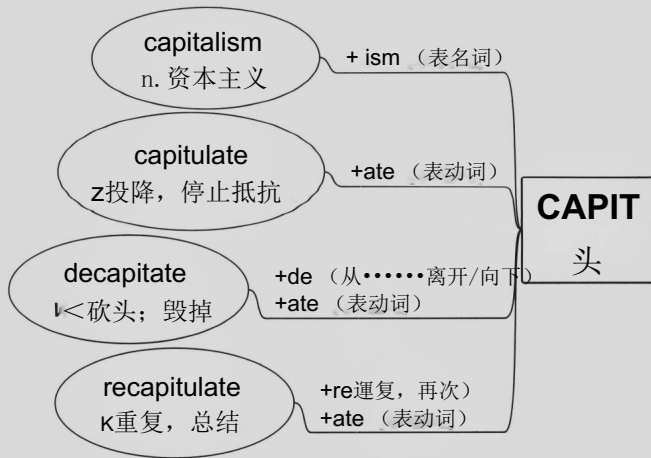 capitalism
n.资本主义
+ ism （表名词）
capitulate
z投降，停止抵抗
+ate （表动词）
CAPIT
头
decapitate
v<砍头；毁掉
+de （从······离开/向下）
+ate （表动词）
recapitulate
K重复，总结
+re運复，再次）
+ate （表动词）